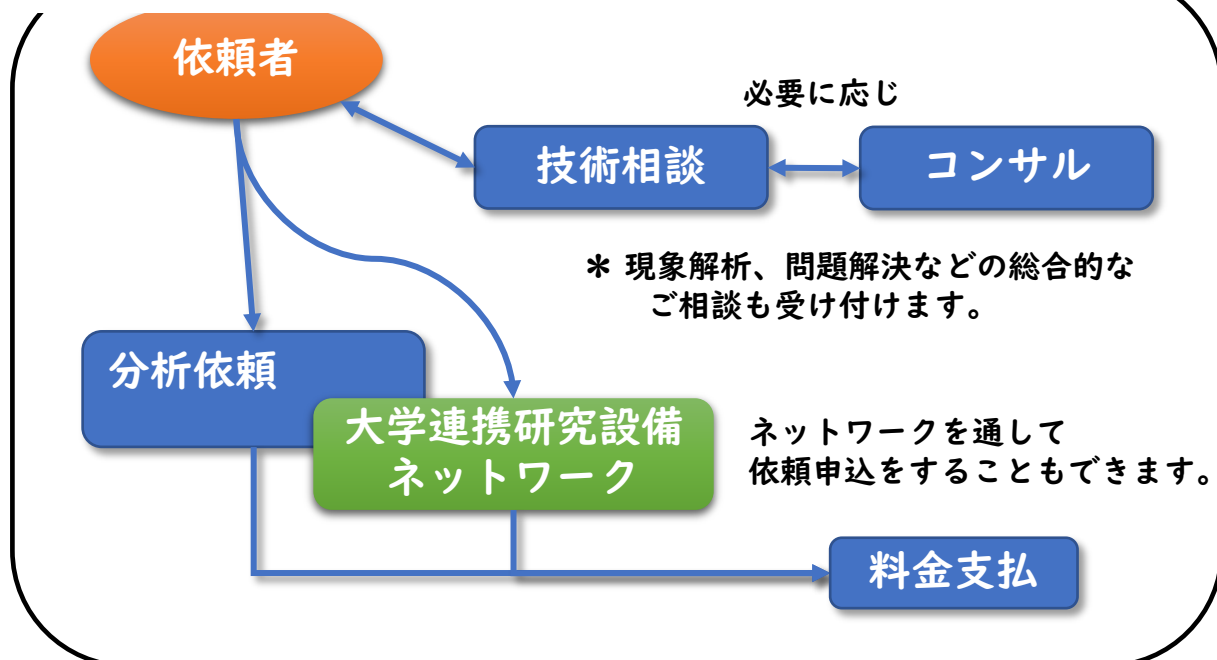 依頼者
必要に応じ
技術相談
コンサル
＊ 現象解析、問題解決などの総合的な
ご相談も受け付けます。
分析依頼
大学連携研究設備
ネットワーク
ネットワークを通して
依頼申込をすることもできます。
料金支払